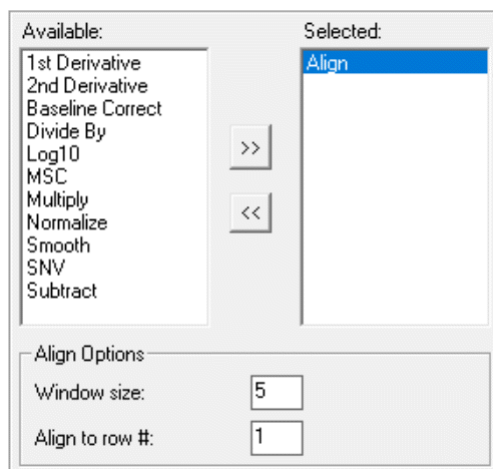 Available:
1st Derivative
2nd Derivative
Baseline Correct
Divide By
Log10
MSC
Multiply
Normalize
Smooth
SNV
Subtract
>>
<<
Selected:
Align
Align Options
Window size: 5
Align to row #: 1